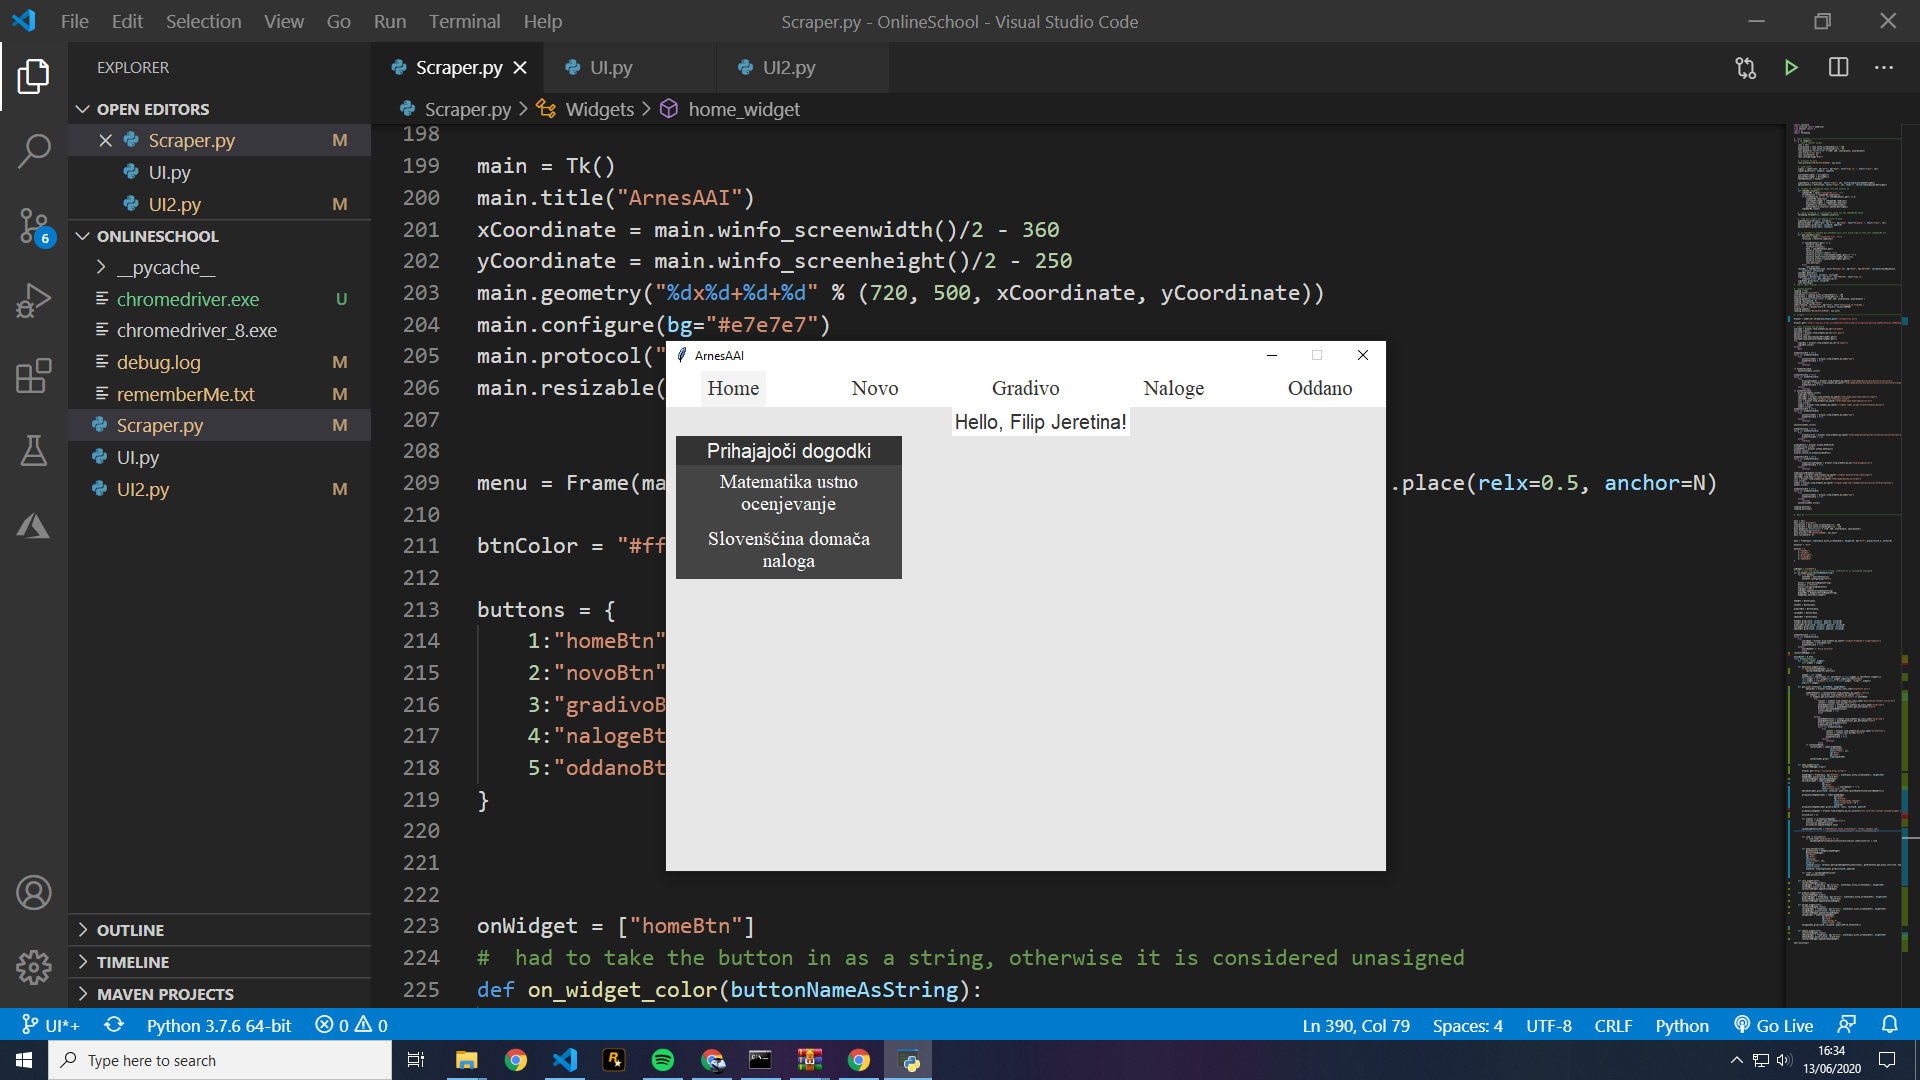 File Edit Selection View Go Run Terminal Help
Scraper.py - OnlineSchool - Visual Studio Code
EXPLORER
OPEN EDITORS
Scraper.py M
UI.py
UI2.py M
ONLINESCHOOL
__pycache__
chromedriver.exe U
chromedriver_8.exe
debug.log M
rememberMe.txt M
Scraper.py M
UI.py
UI2.py M
OUTLINE
TIMELINE
MAVEN PROJECTS
6
Scraper.py UI.py UI2.py
Scraper.py > Widgets > home_widget
198
199 main = Tk()
200 main.title("ArnesAAI")
201 xCoordinate = main.winfo_screenwidth()/2 - 360
202 yCoordinate = main.winfo_screenheight()/2 - 250
203 main.geometry("%dx%d+%d+%d" % (720, 500, xCoordinate, yCoordinate))
204 main.configure(bg="#e7e7e7")
205 main.protocol("
206 main.resizable(
207
208
209 menu = Frame(ma .place(relx=0.5, anchor=N)
210
211 btnColor = "#ff
212
213 buttons = {
214 1:"homeBtn"
215 2:"novoBtn"
216 3:"gradivoB
217 4:"nalogeBt
218 5:"oddanoBt
219 }
220
221
222
223 onWidget = ["homeBtn"]
224 # had to take the button in as a string, otherwise it is considered unasigned
225 def on_widget_color(buttonNameAsString):
ArnesAAI
Home Novo Gradivo Naloge Oddano
Hello, Filip Jeretina!
Prihajajoči dogodki
Matematika ustno
ocenjevanje
Slovenščina domača
naloga
UI*+ Python 3.7.6 64-bit 0 0 Ln 390, Col 79 Spaces: 4 UTF-8 CRLF Python Go Live
Type here to search
16:34
13/06/2020